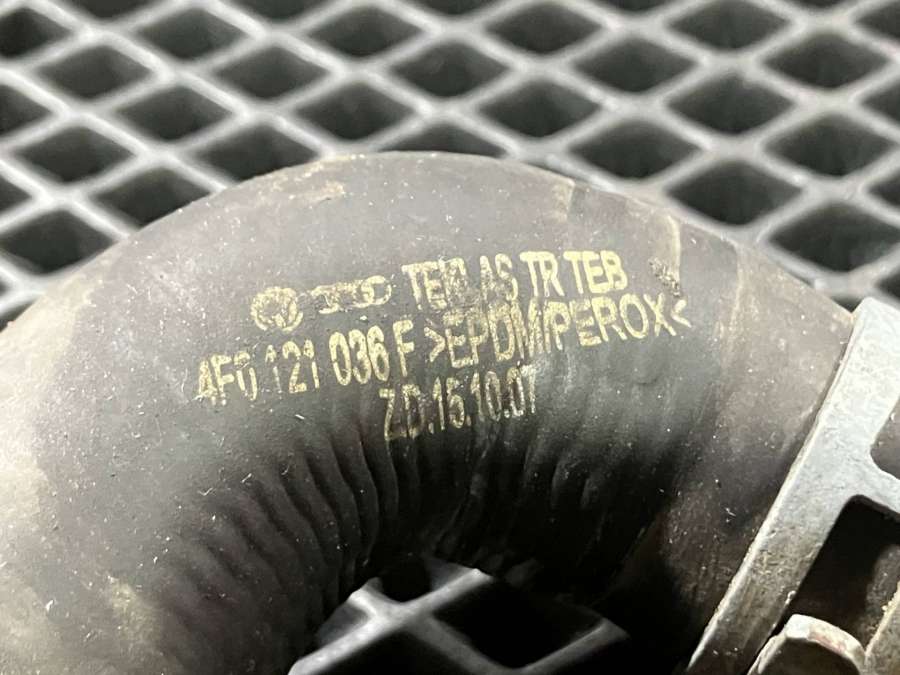 TEKLAS TR TEB
4F0 121 036 F >EPDM/PEROX<
ZD.15.10.07